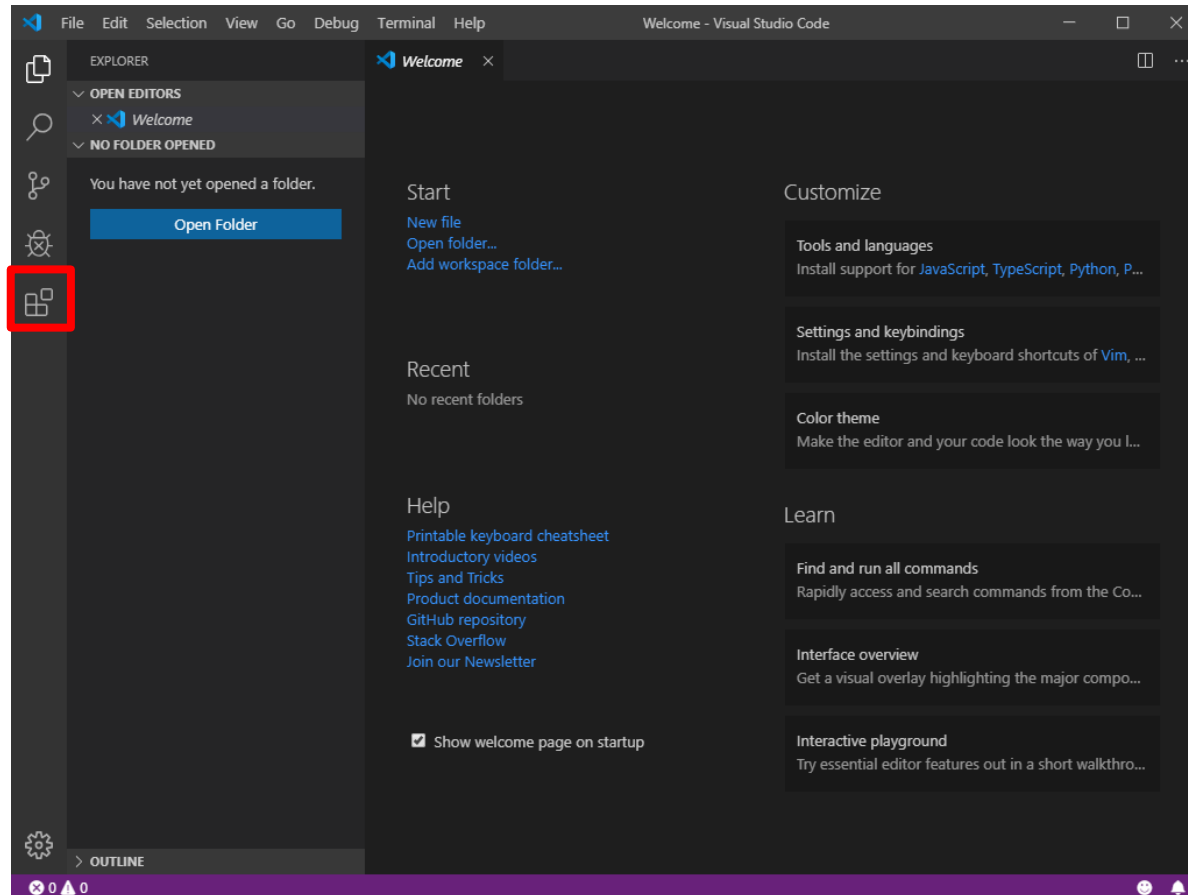 File Edit Selection View Go Debug Terminal Help
Welcome - Visual Studio Code
EXPLORER
OPEN EDITORS
Welcome
NO FOLDER OPENED
You have not yet opened a folder.
Open Folder
OUTLINE
Welcome
Start
New file
Open folder...
Add workspace folder...
Recent
No recent folders
Help
Printable keyboard cheatsheet
Introductory videos
Tips and Tricks
Product documentation
GitHub repository
Stack Overflow
Join our Newsletter
Show welcome page on startup
Customize
Tools and languages
Install support for JavaScript, TypeScript, Python, P...
Settings and keybindings
Install the settings and keyboard shortcuts of Vim, ...
Color theme
Make the editor and your code look the way you l...
Learn
Find and run all commands
Rapidly access and search commands from the Co...
Interface overview
Get a visual overlay highlighting the major compo...
Interactive playground
Try essential editor features out in a short walkthro...
0 0